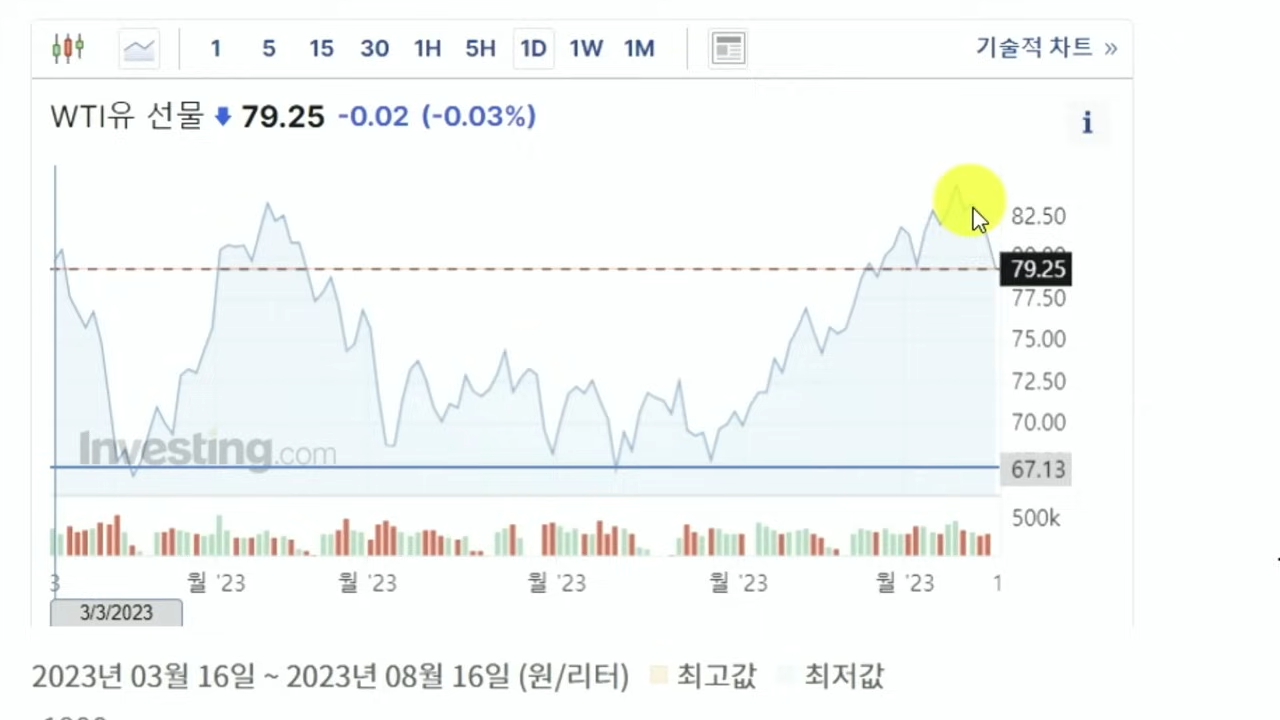 1 5 15 30 1H 5H 1D 1W 1M 기술적 차트 »
WTI유 선물 79.25 -0.02 (-0.03%)
i
82.50
79.25
77.50
75.00
72.50
70.00
Investing.com
67.13
500k
3 월 '23 월 '23 월 '23 월 '23 월 '23 1
3/3/2023
2023년 03월 16일 ~ 2023년 08월 16일 (원/리터) 최고값 최저값